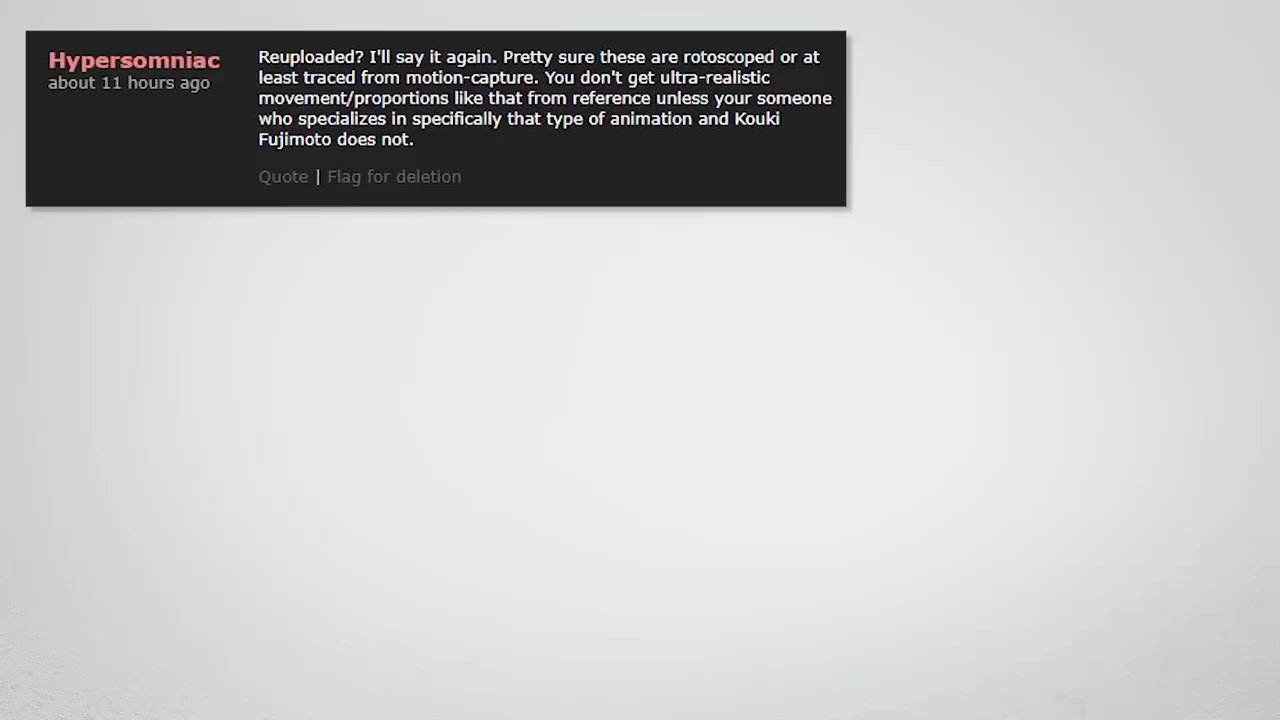 Hypersomniac
about 11 hours ago
Reuploaded? I'll say it again. Pretty sure these are rotoscoped or at
least traced from motion-capture. You don't get ultra-realistic
movement/proportions like that from reference unless your someone
who specializes in specifically that type of animation and Kouki
Fujimoto does not.
Quote | Flag for deletion